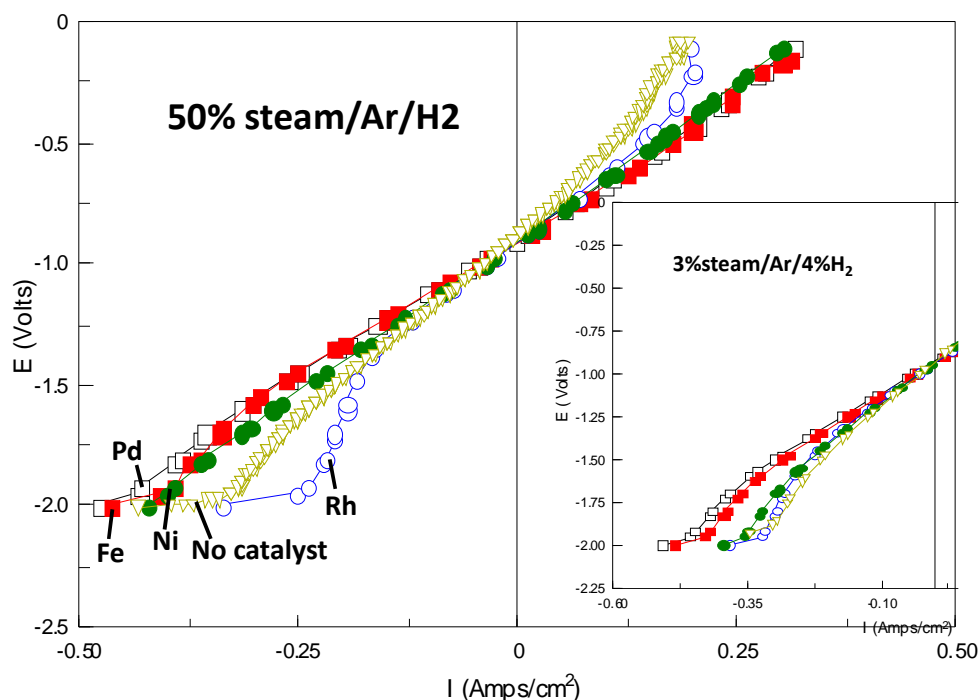 0
50% steam/Ar/H2
-0.5
0
-0.25
3%steam/Ar/4%H₂
-0.50
-0.75
-1.0
E (Volts)
-1.00
E (Volts)
-1.25
-1.5
-1.50
Pd
-1.75
Rh
-2.0
Fe
Ni
No catalyst
-2.00
-2.25
-0.60
-0.35
-0.10
I (Amps/cm²)
-2.5
-0.50
-0.25
0
0.25
0.50
I (Amps/cm²)